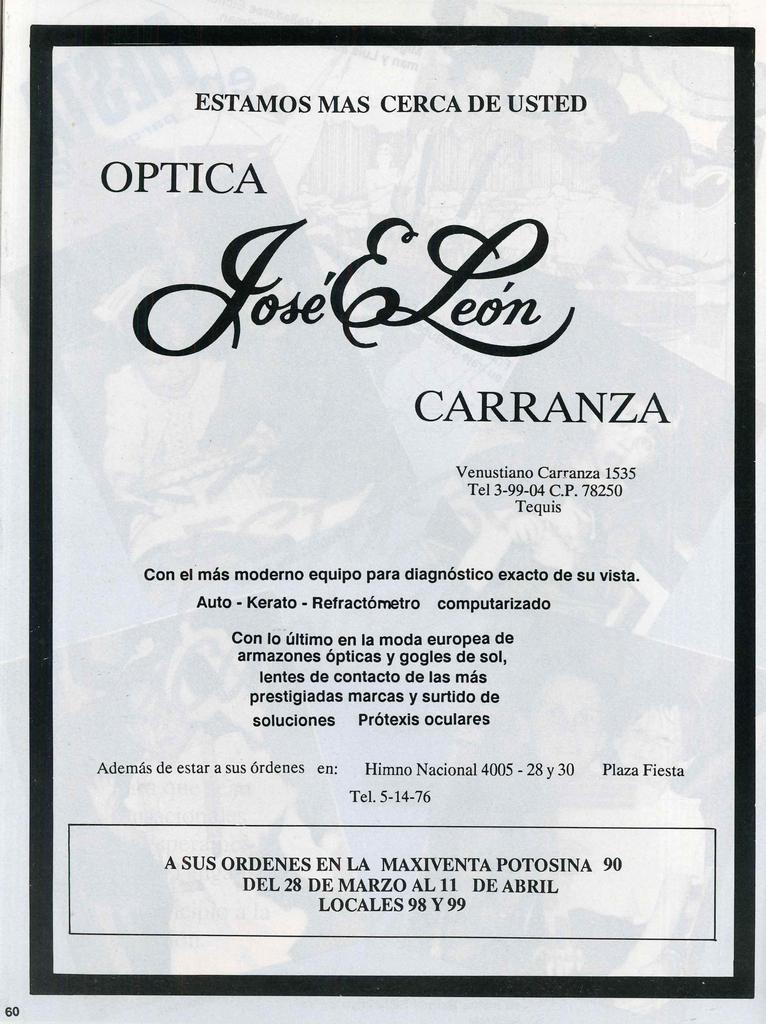 ESTAMOS MAS CERCA DE USTED
OPTICA
José E León
CARRANZA
Venustiano Carranza 1535
Tel 3-99-04 C.P. 78250
Tequis
Con el más moderno equipo para diagnóstico exacto de su vista.
Auto - Kerato - Refractómetro computarizado
Con lo último en la moda europea de
armazones ópticas y gogles de sol,
lentes de contacto de las más
prestigiadas marcas y surtido de
soluciones Prótexis oculares
Además de estar a sus órdenes en: Himno Nacional 4005 - 28 y 30 Plaza Fiesta
Tel. 5-14-76
A SUS ORDENES EN LA MAXIVENTA POTOSINA 90
DEL 28 DE MARZO AL 11 DE ABRIL
LOCALES 98 Y 99
60